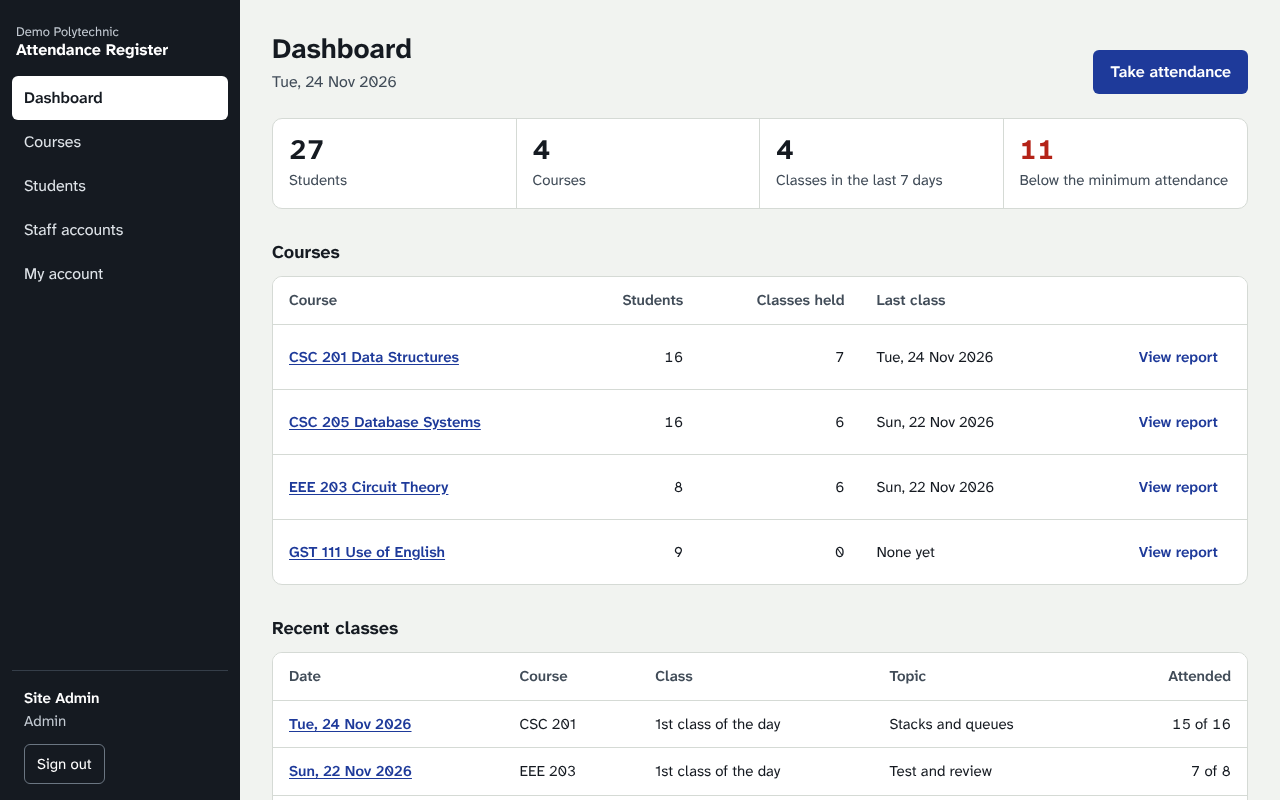 Demo Polytechnic
Attendance Register
Dashboard
Courses
Students
Staff accounts
My account
Site Admin
Admin
Sign out
Dashboard
Tue, 24 Nov 2026
Take attendance
27
Students
4
Courses
4
Classes in the last 7 days
11
Below the minimum attendance
Courses
Course Students Classes held Last class
CSC 201 Data Structures 16 7 Tue, 24 Nov 2026 View report
CSC 205 Database Systems 16 6 Sun, 22 Nov 2026 View report
EEE 203 Circuit Theory 8 6 Sun, 22 Nov 2026 View report
GST 111 Use of English 9 0 None yet View report
Recent classes
Date Course Class Topic Attended
Tue, 24 Nov 2026 CSC 201 1st class of the day Stacks and queues 15 of 16
Sun, 22 Nov 2026 EEE 203 1st class of the day Test and review 7 of 8